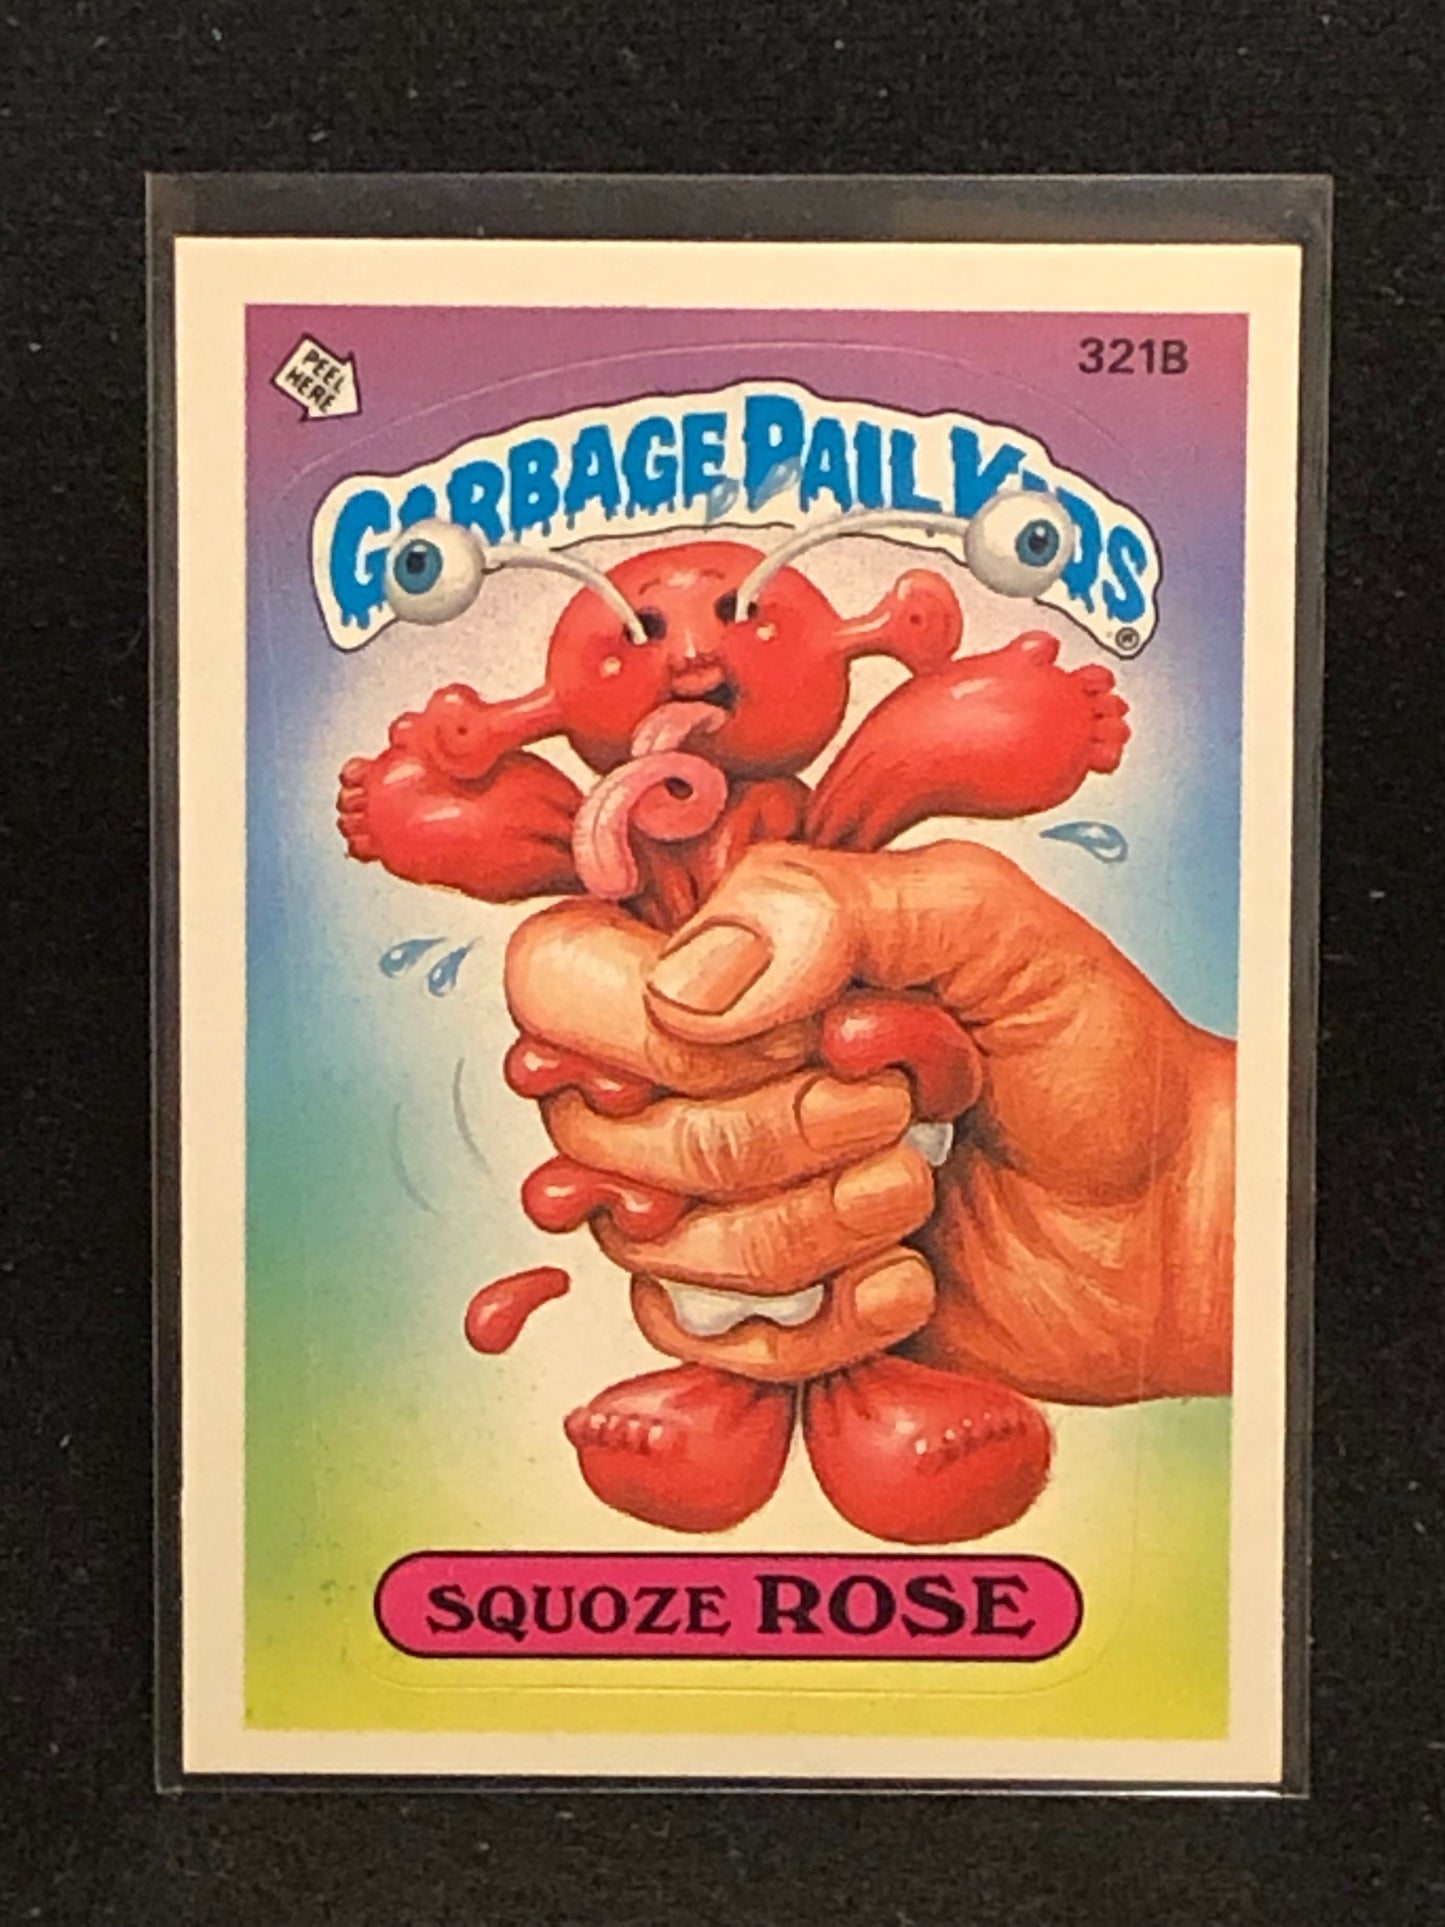 PEEL
HERE
321B
GARBAGE PAIL KIDS
®
SQUOZE ROSE